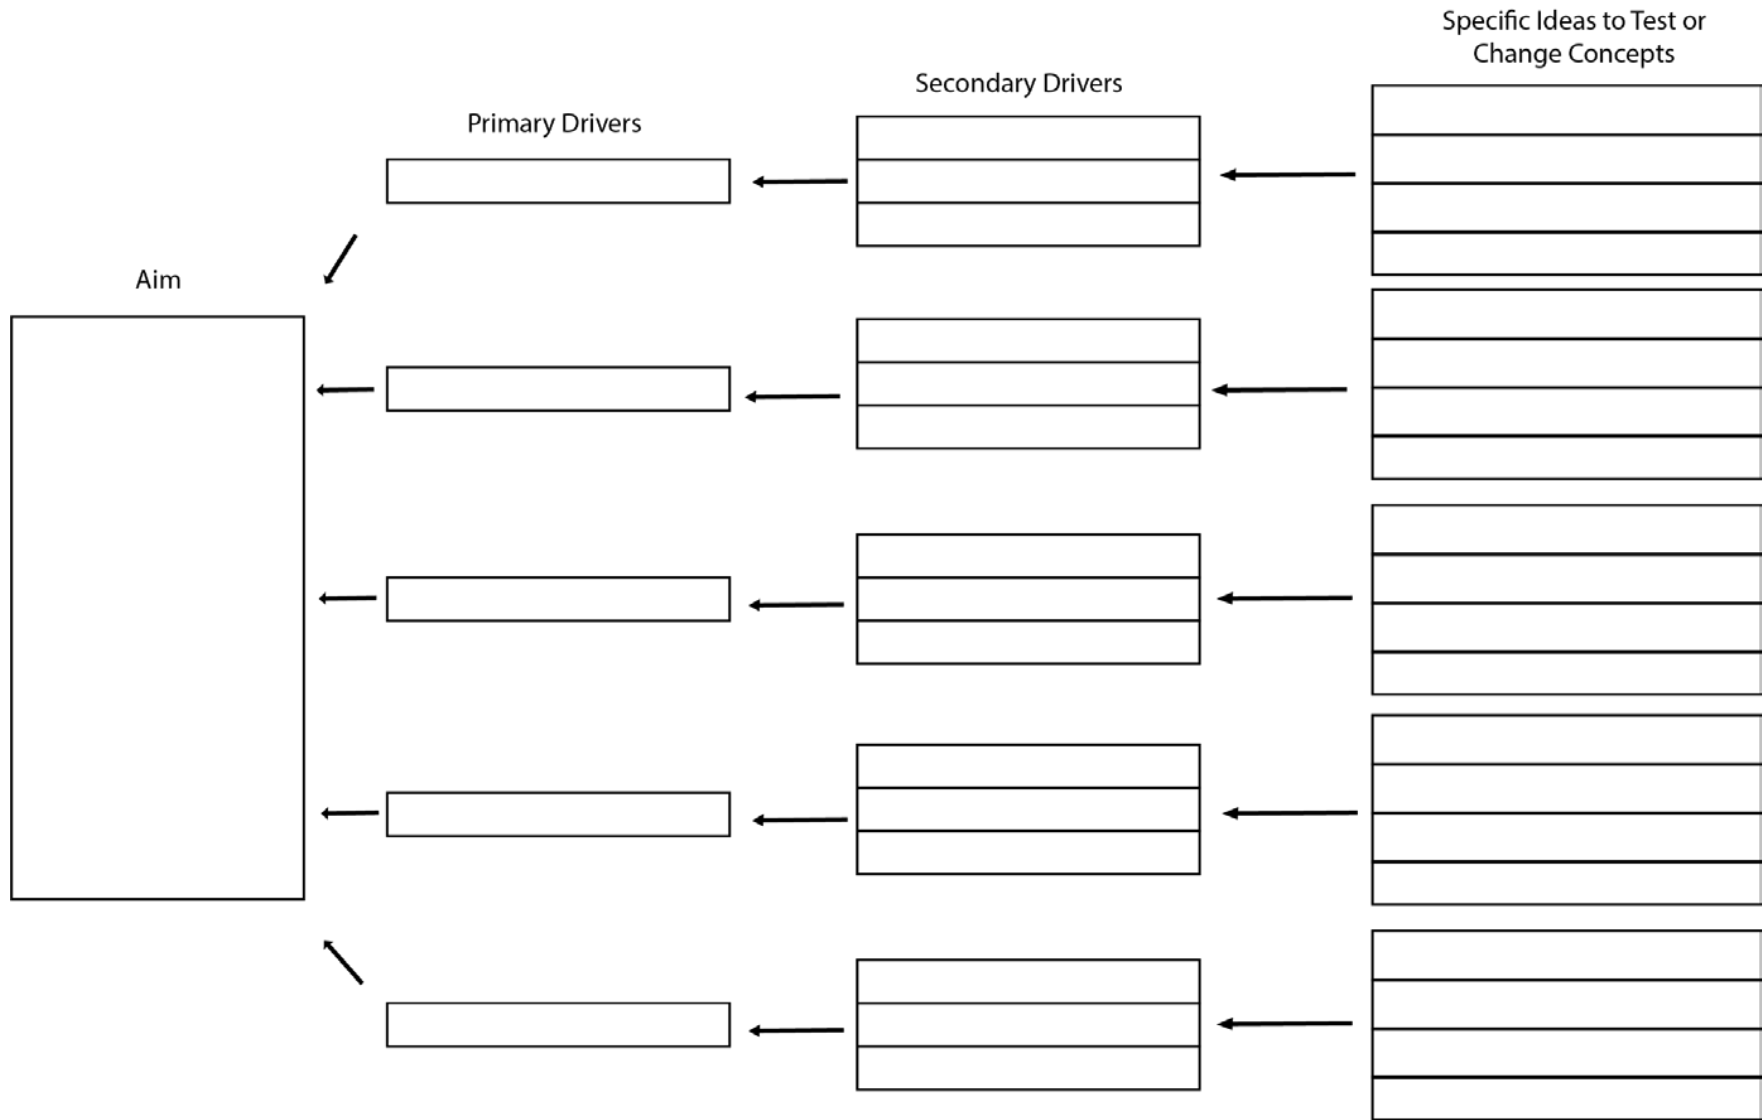 Specific Ideas to Test or
Change Concepts
Secondary Drivers
Primary Drivers
Aim